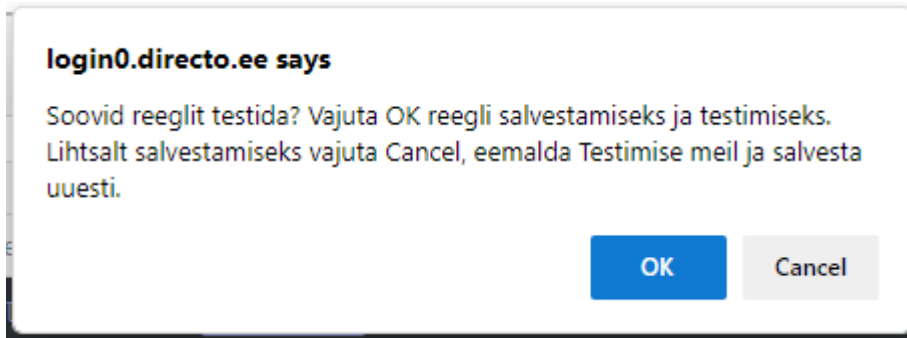 login0.directo.ee says
Soovid reeglit testida? Vajuta OK reegli salvestamiseks ja testimiseks.
Lihtsalt salvestamiseks vajuta Cancel, eemalda Testimise meil ja salvesta
uuesti.
OK Cancel